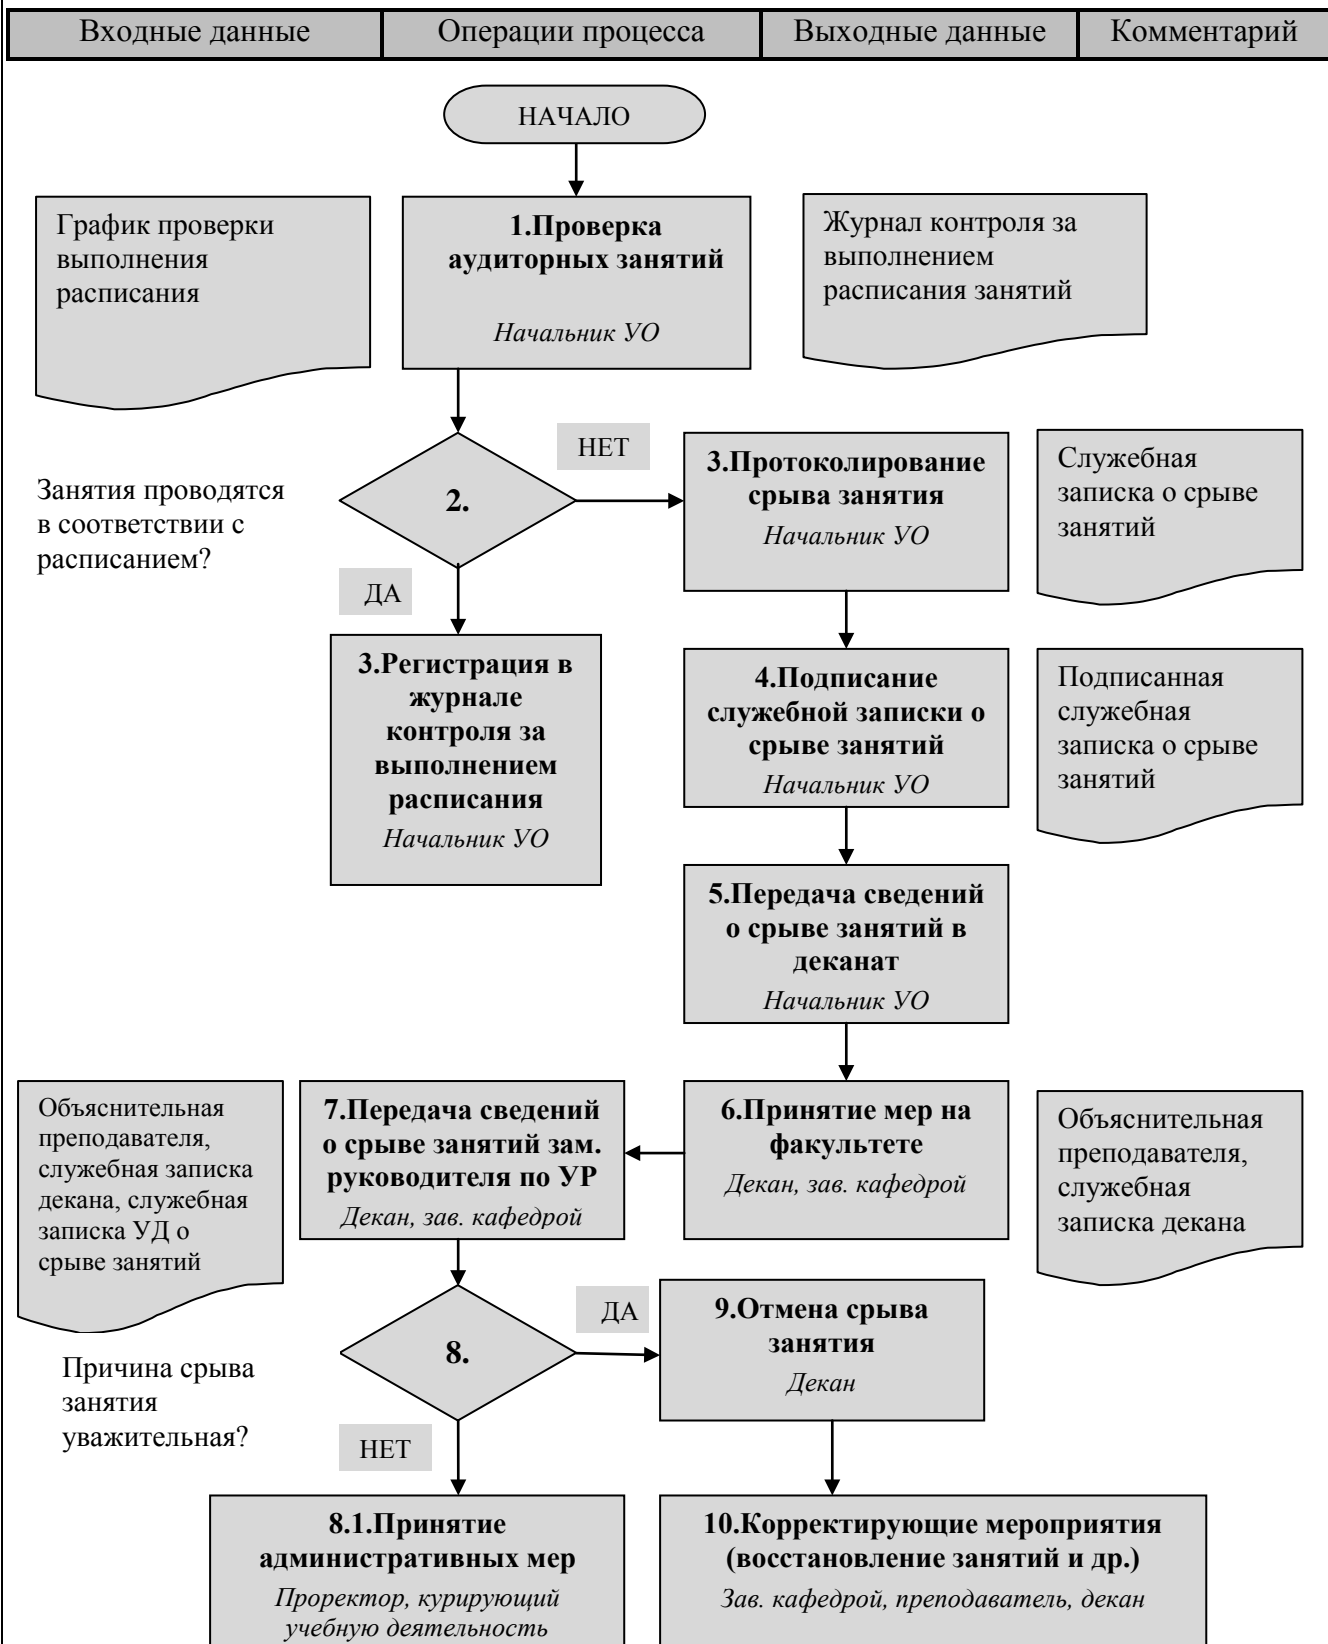 Входные данные
Операции процесса
Выходные данные
Комментарий
НАЧАЛО
График проверки
выполнения
расписания
1.Проверка
аудиторных занятий
Начальник УО
Журнал контроля за
выполнением
расписания занятий
Занятия проводятся
в соответствии с
расписанием?
2.
НЕТ
3.Протоколирование
срыва занятия
Начальник УО
Служебная
записка о срыве
занятий
ДА
3.Регистрация в
журнале
контроля за
выполнением
расписания
Начальник УО
4.Подписание
служебной записки о
срыве занятий
Начальник УО
Подписанная
служебная
записка о срыве
занятий
5.Передача сведений
о срыве занятий в
деканат
Начальник УО
Объяснительная
преподавателя,
служебная записка
декана, служебная
записка УД о
срыве занятий
7.Передача сведений
о срыве занятий зам.
руководителя по УР
Декан, зав. кафедрой
6.Принятие мер на
факультете
Декан, зав. кафедрой
Объяснительная
преподавателя,
служебная
записка декана
Причина срыва
занятия
уважительная?
8.
ДА
9.Отмена срыва
занятия
Декан
НЕТ
8.1.Принятие
административных мер
Проректор, курирующий
учебную деятельность
10.Корректирующие мероприятия
(восстановление занятий и др.)
Зав. кафедрой, преподаватель, декан